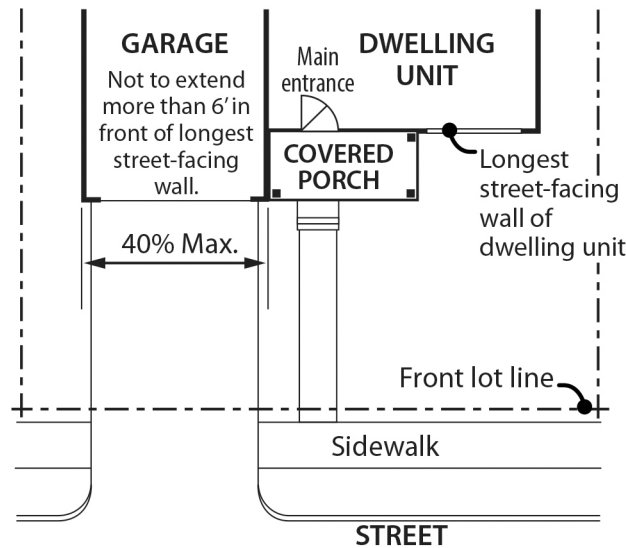 GARAGE
Not to extend
more than 6' in
front of longest
street-facing
wall.
Main
entrance
DWELLING
UNIT
COVERED
PORCH
Longest
street-facing
wall of
dwelling unit
40% Max.
Front lot line
Sidewalk
STREET